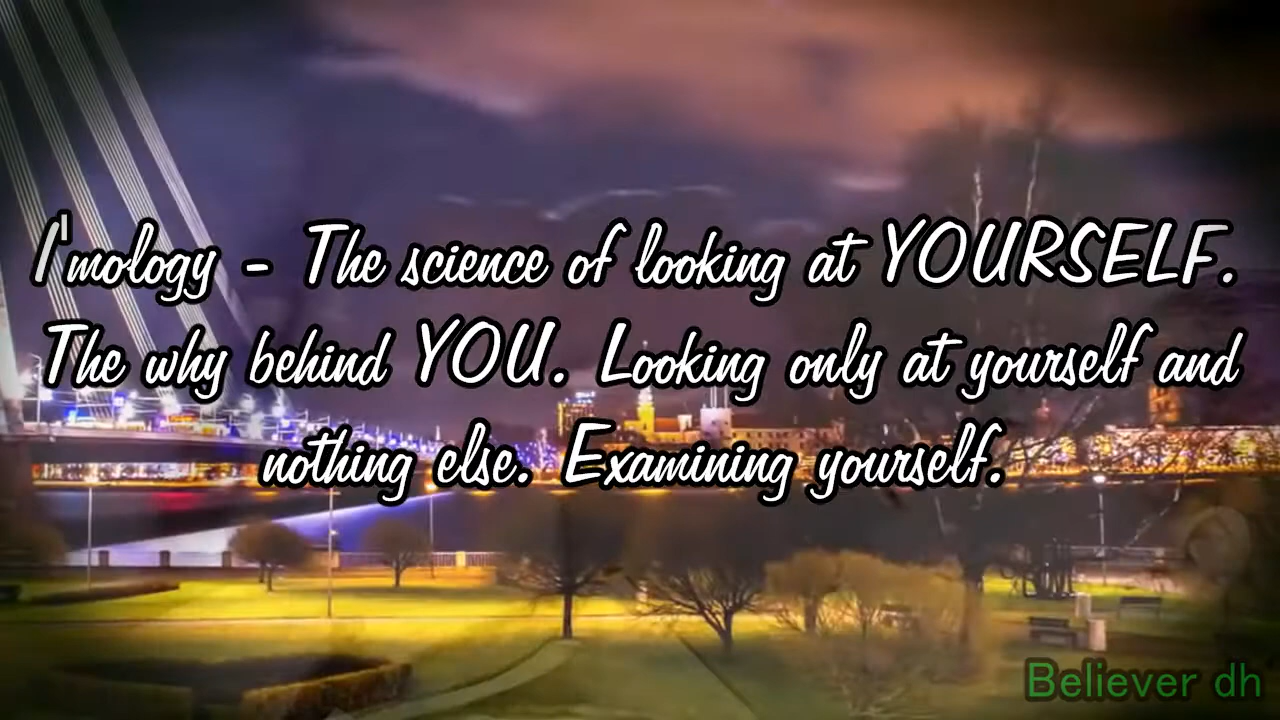 I'mology - The science of looking at YOURSELF.
The why behind YOU. Looking only at yourself and
nothing else. Examining yourself.
Believer dh